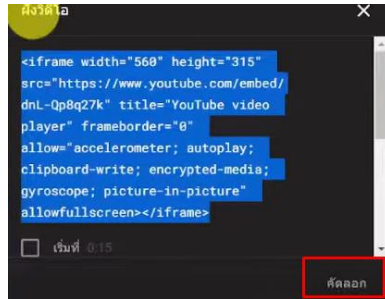 ฝังวิดีโอ
<iframe width="560" height="315"
src="https://www.youtube.com/embed/
dnL-Qp8q27k" title="YouTube video
player" frameborder="0"
allow="accelerometer; autoplay;
clipboard-write; encrypted-media;
gyroscope; picture-in-picture"
allowfullscreen></iframe>
เริ่มที่ 0:15
คัดลอก